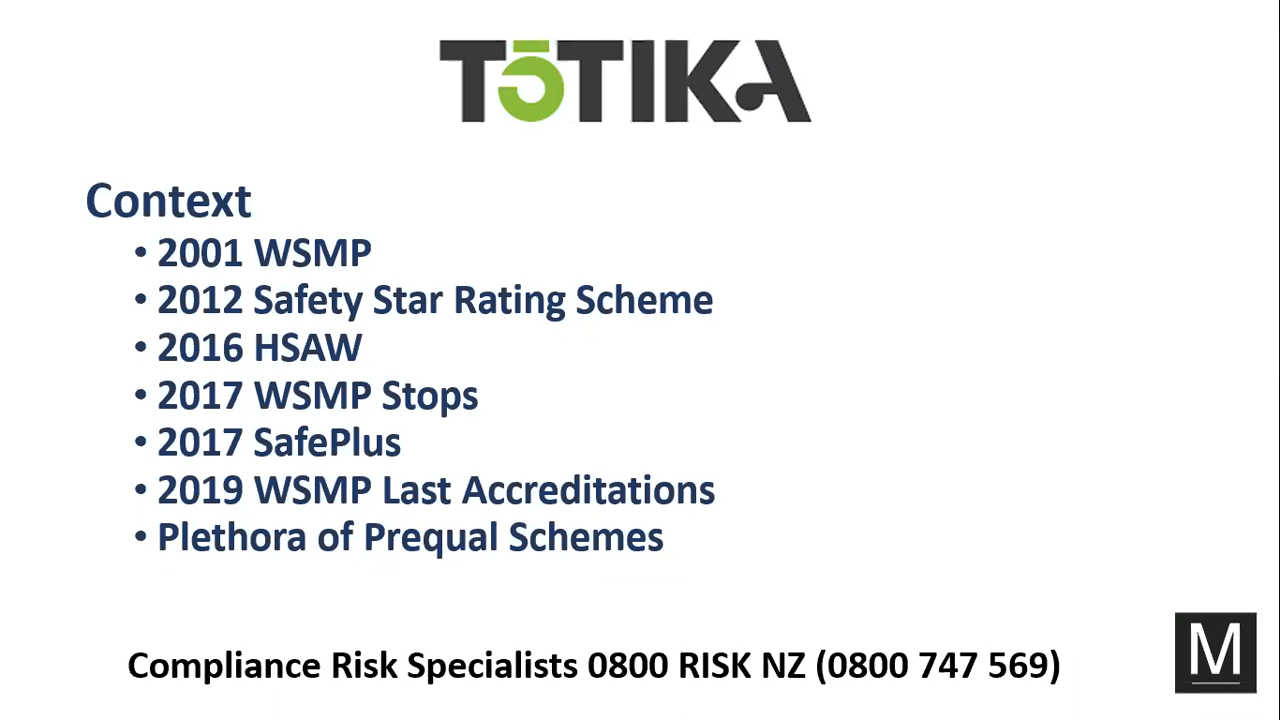 TŌTIKA
Context
• 2001 WSMP
• 2012 Safety Star Rating Scheme
• 2016 HSAW
• 2017 WSMP Stops
• 2017 SafePlus
• 2019 WSMP Last Accreditations
• Plethora of Prequal Schemes
Compliance Risk Specialists 0800 RISK NZ (0800 747 569)
M